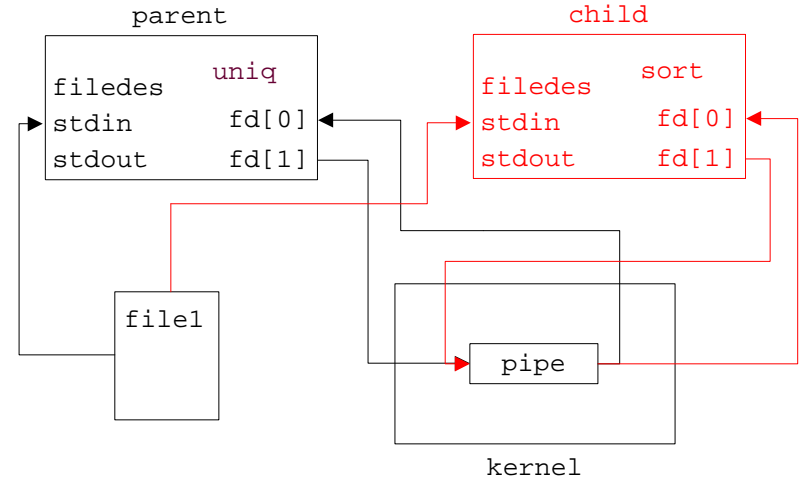 parent
uniq
filedes
stdin fd[0]
stdout fd[1]
child
sort
filedes
stdin fd[0]
stdout fd[1]
file1
pipe
kernel